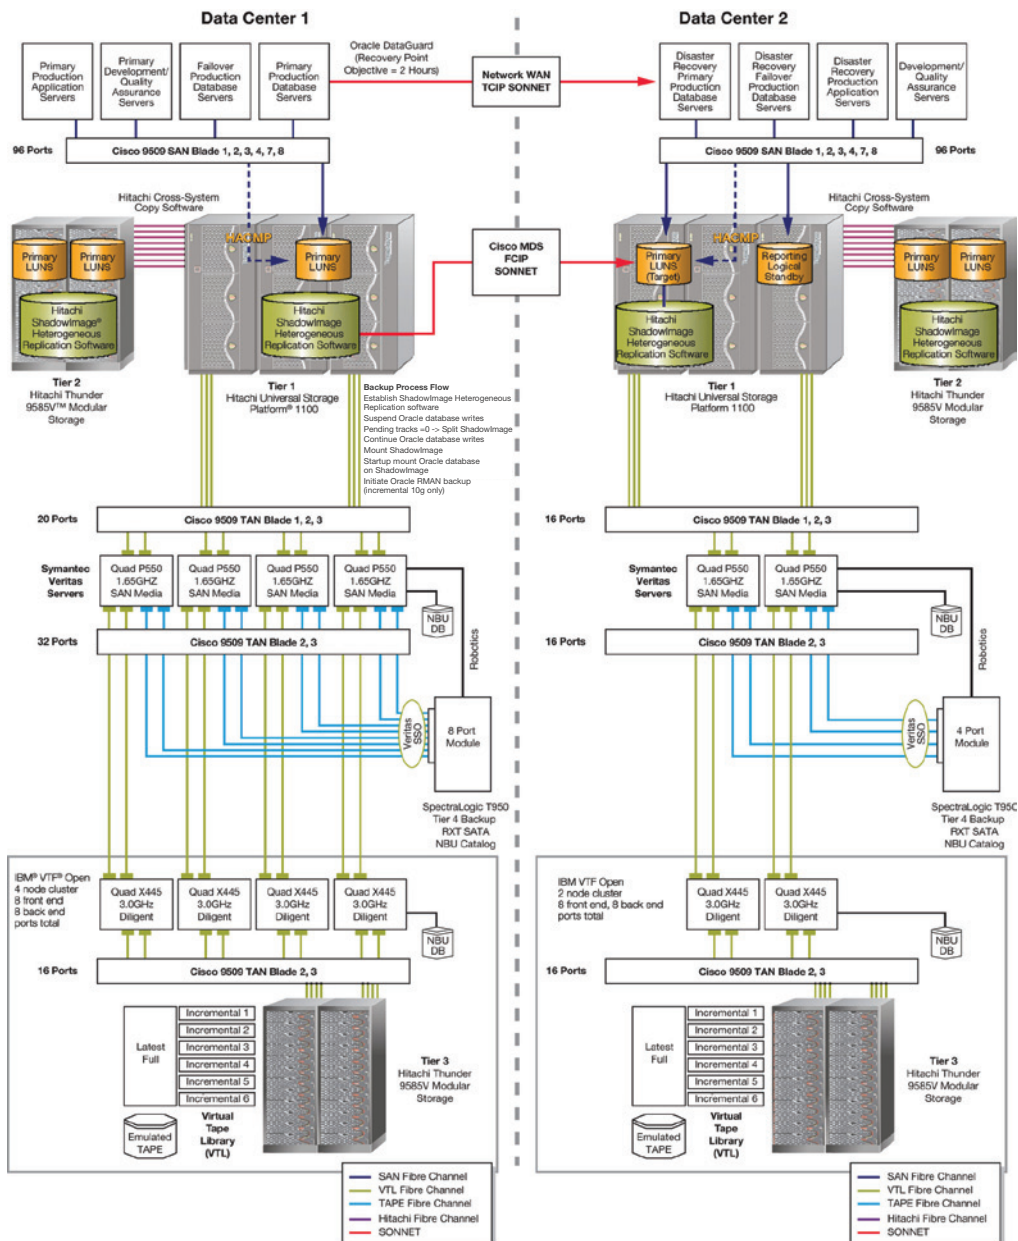 Data Center 1
Primary
Production
Application
Servers
Primary
Development/
Quality
Assurance
Servers
Failover
Production
Database
Servers
Primary
Production
Database
Servers
Oracle DataGuard
(Recovery Point
Objective = 2 Hours)
Network WAN
TCIP SONNET
96 Ports
Cisco 9509 SAN Blade 1, 2, 3, 4, 7, 8
Hitachi Cross-System
Copy Software
HACMP
Primary
LUNS
Primary
LUNS
Primary
LUNS
Cisco MDS
FCIP
SONNET
Hitachi
ShadowImage®
Heterogeneous
Replication Software
Hitachi
ShadowImage
Heterogeneous
Replication Software
Tier 2
Hitachi Thunder
9585V™ Modular
Storage
Tier 1
Hitachi Universal Storage
Platform® 1100
Backup Process Flow
Establish ShadowImage Heterogeneous
Replication software
Suspend Oracle database writes
Pending tracks =0 -> Split ShadowImage
Continue Oracle database writes
Mount ShadowImage
Startup mount Oracle database
on ShadowImage
Initiate Oracle RMAN backup
(incremental 10g only)
20 Ports
Cisco 9509 TAN Blade 1, 2, 3
Symantec
Veritas
Servers
Quad P550
1.65GHZ
SAN Media
Quad P550
1.65GHZ
SAN Media
Quad P550
1.65GHZ
SAN Media
Quad P550
1.65GHZ
SAN Media
NBU
DB
32 Ports
Cisco 9509 TAN Blade 2, 3
Robotics
Veritas
SSO
8 Port
Module
SpectraLogic T950
Tier 4 Backup
RXT SATA
NBU Catalog
IBM® VTF® Open
4 node cluster
8 front end
8 back end
ports total
Quad X445
3.0GHz
Diligent
Quad X445
3.0GHz
Diligent
Quad X445
3.0GHz
Diligent
Quad X445
3.0GHz
Diligent
NBU
DB
16 Ports
Cisco 9509 TAN Blade 2, 3
Latest
Full
Incremental 1
Incremental 2
Incremental 3
Incremental 4
Incremental 5
Incremental 6
Emulated
TAPE
Virtual
Tape
Library
(VTL)
Tier 3
Hitachi Thunder
9585V Modular
Storage
SAN Fibre Channel
VTL Fibre Channel
TAPE Fibre Channel
Hitachi Fibre Channel
SONNET
Data Center 2
Disaster
Recovery
Primary
Production
Database
Servers
Disaster
Recovery
Failover
Production
Database
Servers
Disaster
Recovery
Production
Application
Servers
Development/
Quality
Assurance
Servers
Cisco 9509 SAN Blade 1, 2, 3, 4, 7, 8
96 Ports
Hitachi Cross-System
Copy Software
HACMP
Primary
LUNS
(Target)
Reporting
Logical
Standby
Primary
LUNS
Primary
LUNS
Hitachi
ShadowImage
Heterogeneous
Replication Software
Hitachi
ShadowImage
Heterogeneous
Replication Software
Tier 1
Hitachi Universal Storage
Platform 1100
Tier 2
Hitachi Thunder
9585V Modular
Storage
16 Ports
Cisco 9509 TAN Blade 1, 2, 3
Symantec
Veritas
Servers
Quad P550
1.65GHZ
SAN Media
Quad P550
1.65GHZ
SAN Media
NBU
DB
16 Ports
Cisco 9509 TAN Blade 2, 3
Robotics
Veritas
SSO
4 Port
Module
SpectraLogic T950
Tier 4 Backup
RXT SATA
NBU Catalog
IBM VTF Open
2 node cluster
8 front end, 8 back end
ports total
Quad X445
3.0GHz
Diligent
Quad X445
3.0GHz
Diligent
NBU
DB
16 Ports
Cisco 9509 TAN Blade 2, 3
Latest
Full
Incremental 1
Incremental 2
Incremental 3
Incremental 4
Incremental 5
Incremental 6
Emulated
TAPE
Virtual
Tape
Library
(VTL)
Tier 3
Hitachi Thunder
9585V Modular
Storage
SAN Fibre Channel
VTL Fibre Channel
TAPE Fibre Channel
Hitachi Fibre Channel
SONNET